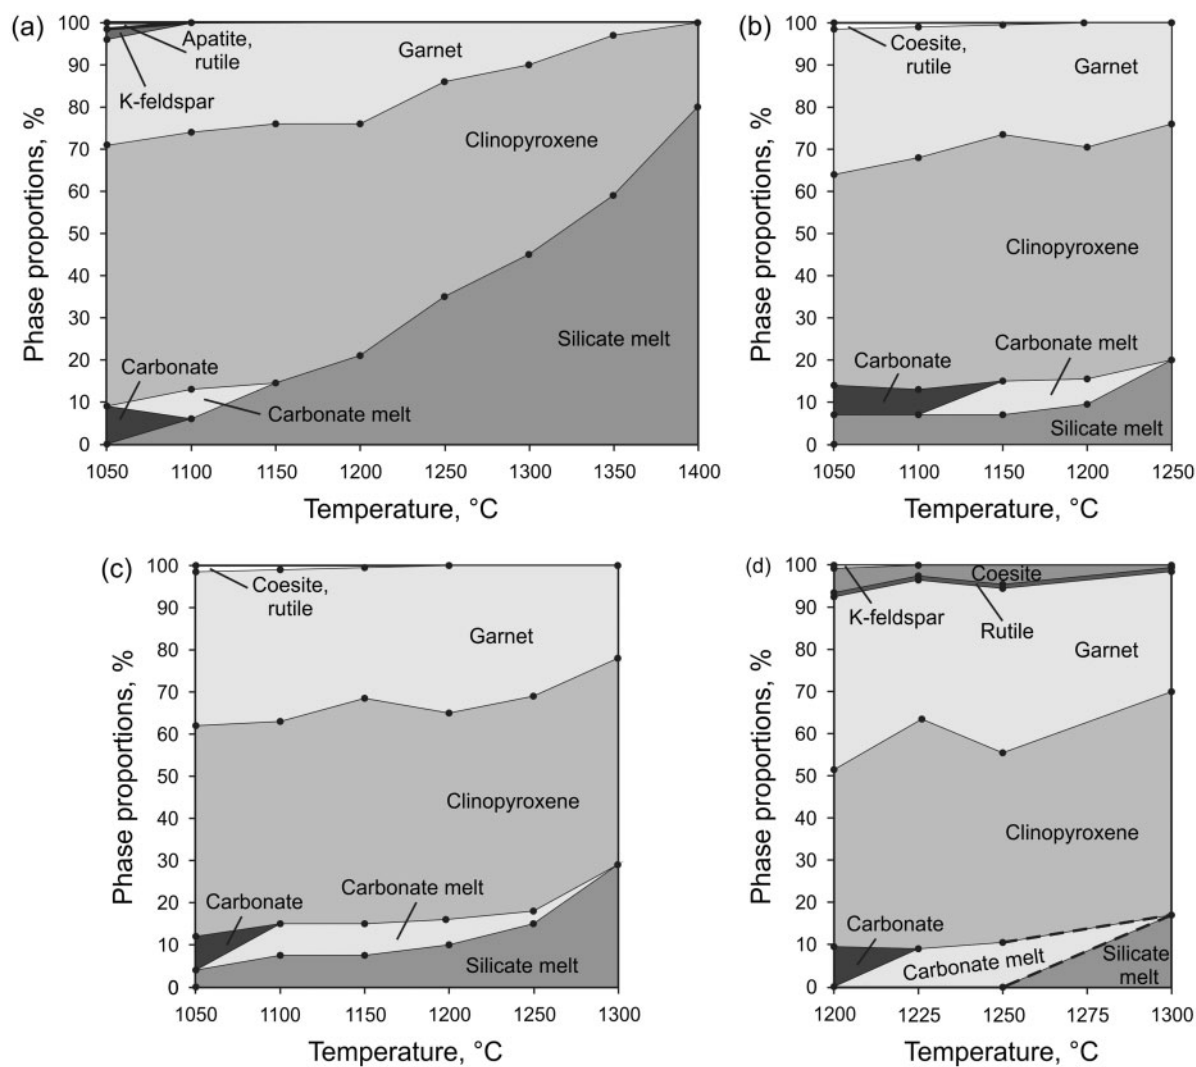 (a)
100
90
80
70
60
50
40
30
20
10
0
Phase proportions, %
Apatite,
rutile
K-feldspar
Garnet
Clinopyroxene
Silicate melt
Carbonate
Carbonate melt
1050 1100 1150 1200 1250 1300 1350 1400
Temperature, °C
(b)
100
90
80
70
60
50
40
30
20
10
0
Phase proportions, %
Coesite,
rutile
Garnet
Clinopyroxene
Carbonate melt
Carbonate
Silicate melt
1050 1100 1150 1200 1250
Temperature, °C
(c)
100
90
80
70
60
50
40
30
20
10
0
Phase proportions, %
Coesite,
rutile
Garnet
Clinopyroxene
Carbonate melt
Carbonate
Silicate melt
1050 1100 1150 1200 1250 1300
Temperature, °C
(d)
100
90
80
70
60
50
40
30
20
10
0
Phase proportions, %
Coesite
K-feldspar
Rutile
Garnet
Clinopyroxene
Carbonate
Carbonate melt
Silicate
melt
1200 1225 1250 1275 1300
Temperature, °C